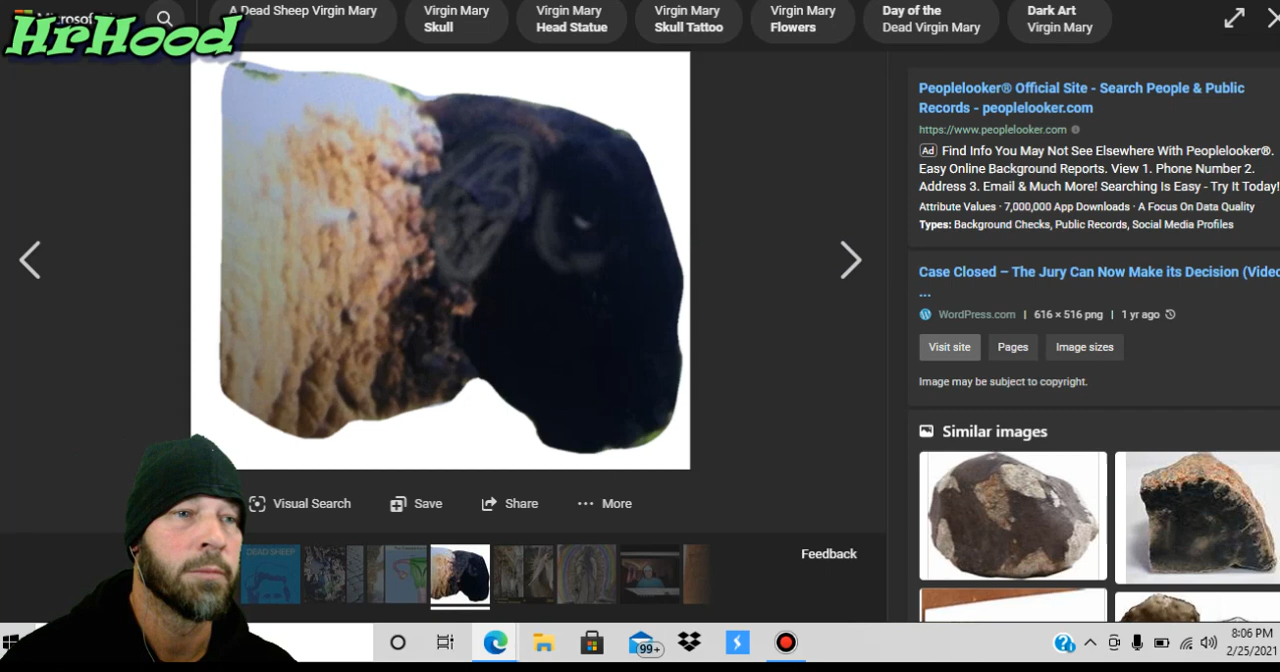 Microsoft
HrHood
A Dead Sheep Virgin Mary
Virgin Mary
Skull
Virgin Mary
Head Statue
Virgin Mary
Skull Tattoo
Virgin Mary
Flowers
Day of the
Dead Virgin Mary
Dark Art
Virgin Mary
Peoplelooker® Official Site - Search People & Public
Records - peoplelooker.com
https://www.peoplelooker.com
Ad Find Info You May Not See Elsewhere With Peoplelooker®.
Easy Online Background Reports. View 1. Phone Number 2.
Address 3. Email & Much More! Searching Is Easy - Try It Today!
Attribute Values · 7,000,000 App Downloads · A Focus On Data Quality
Types: Background Checks, Public Records, Social Media Profiles
Case Closed – The Jury Can Now Make its Decision (Video
...
WordPress.com | 616 × 516 png | 1 yr ago
Visit site
Pages
Image sizes
Image may be subject to copyright.
Similar images
Visual Search
Save
Share
More
Feedback
DEAD SHEEP
99+
8:06 PM
2/25/2021